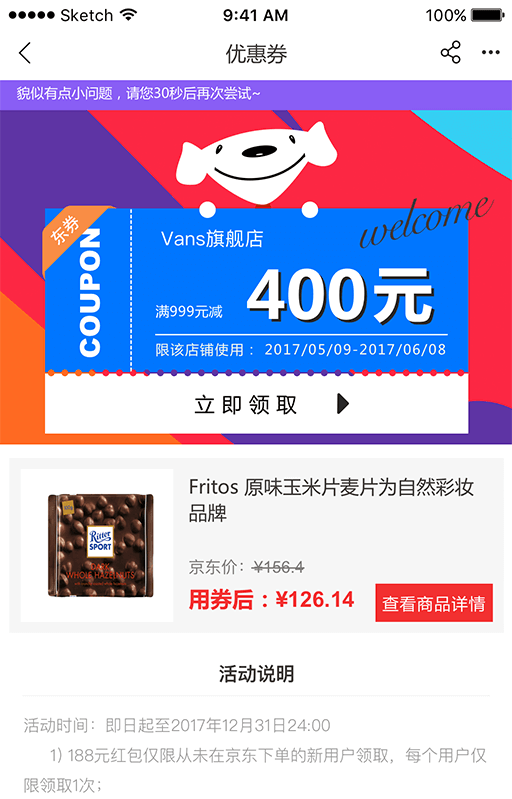 Sketch 9:41 AM 100%
优惠券
貌似有点小问题，请您30秒后再次尝试~
welcome
东券
COUPON
Vans旗舰店
满999元减 400元
限该店铺使用： 2017/05/09-2017/06/08
立即领取
Ritter
SPORT
DARK
WHOLE HAZELNUTS
Fritos 原味玉米片麦片为自然彩妆
品牌
京东价：¥156.4
用券后：¥126.14
查看商品详情
活动说明
活动时间：即日起至2017年12月31日24:00
1) 188元红包仅限从未在京东下单的新用户领取，每个用户仅
限领取1次；